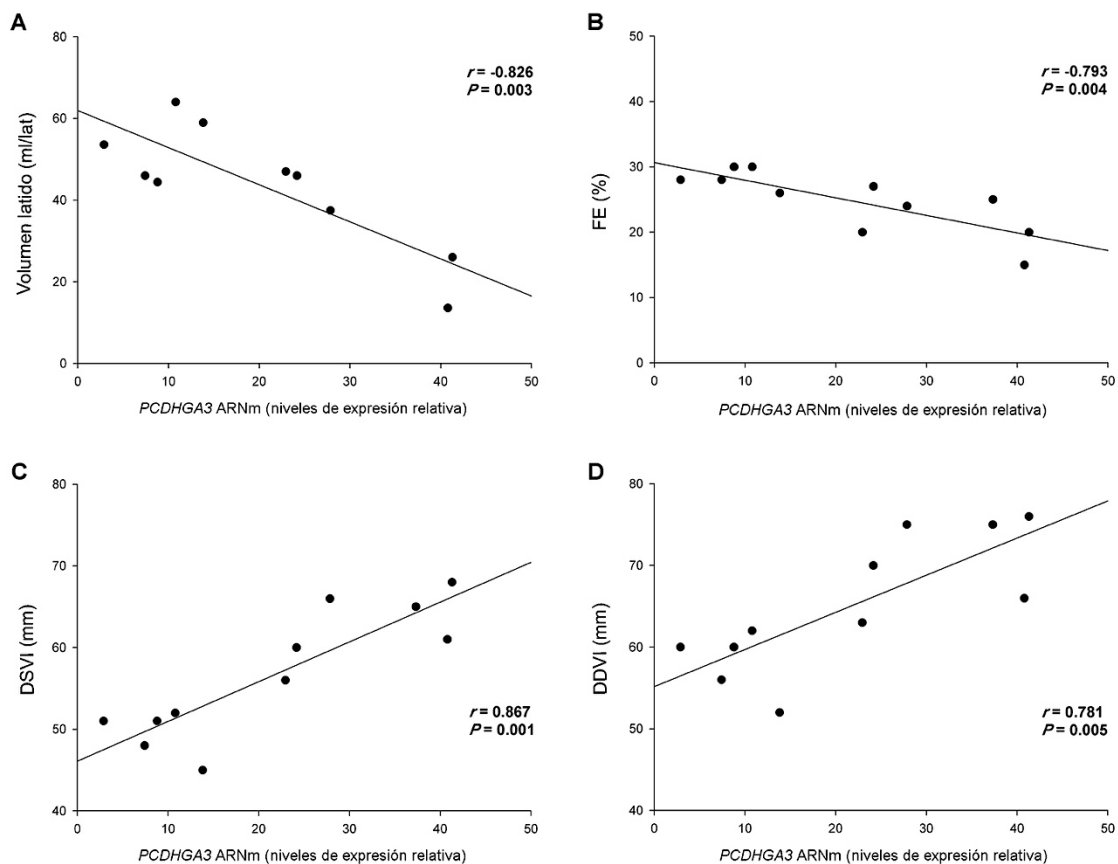 A
80
60
40
20
0
Volumen latido (ml/lat)
r = -0.826
P = 0.003
0 10 20 30 40 50
PCDHGA3 ARNm (niveles de expresión relativa)
B
50
40
30
20
10
0
FE (%)
r = -0.793
P = 0.004
0 10 20 30 40 50
PCDHGA3 ARNm (niveles de expresión relativa)
C
80
70
60
50
40
DSVI (mm)
r = 0.867
P = 0.001
0 10 20 30 40 50
PCDHGA3 ARNm (niveles de expresión relativa)
D
80
70
60
50
40
DDVI (mm)
r = 0.781
P = 0.005
0 10 20 30 40 50
PCDHGA3 ARNm (niveles de expresión relativa)